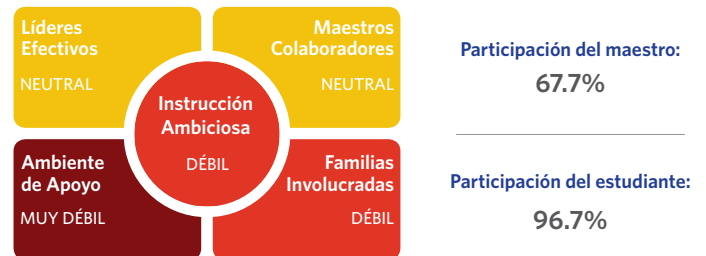 Líderes
Efectivos
NEUTRAL
Maestros
Colaboradores
NEUTRAL
Instrucción
Ambiciosa
DÉBIL
Ambiente
de Apoyo
MUY DÉBIL
Familias
Involucradas
DÉBIL
Participación del maestro:
67.7%
Participación del estudiante:
96.7%